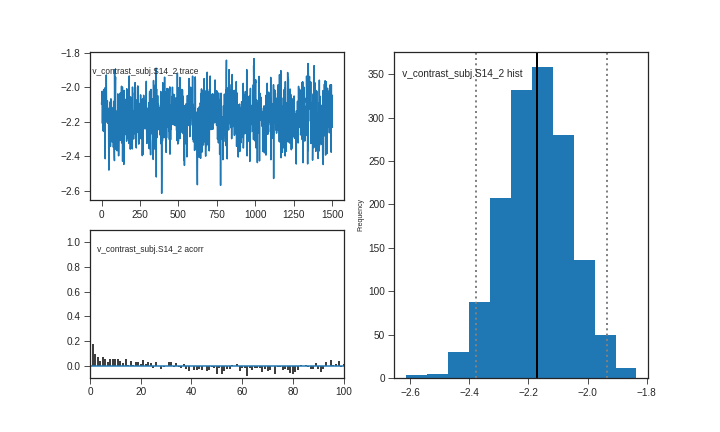 v_contrast_subj.S14_2 trace
−1.8
−2.0
−2.2
−2.4
−2.6
0 250 500 750 1000 1250 1500
v_contrast_subj.S14_2 acorr
1.0
0.8
0.6
0.4
0.2
0.0
0 20 40 60 80 100
v_contrast_subj.S14_2 hist
Frequency
350
300
250
200
150
100
50
0
−2.6 −2.4 −2.2 −2.0 −1.8